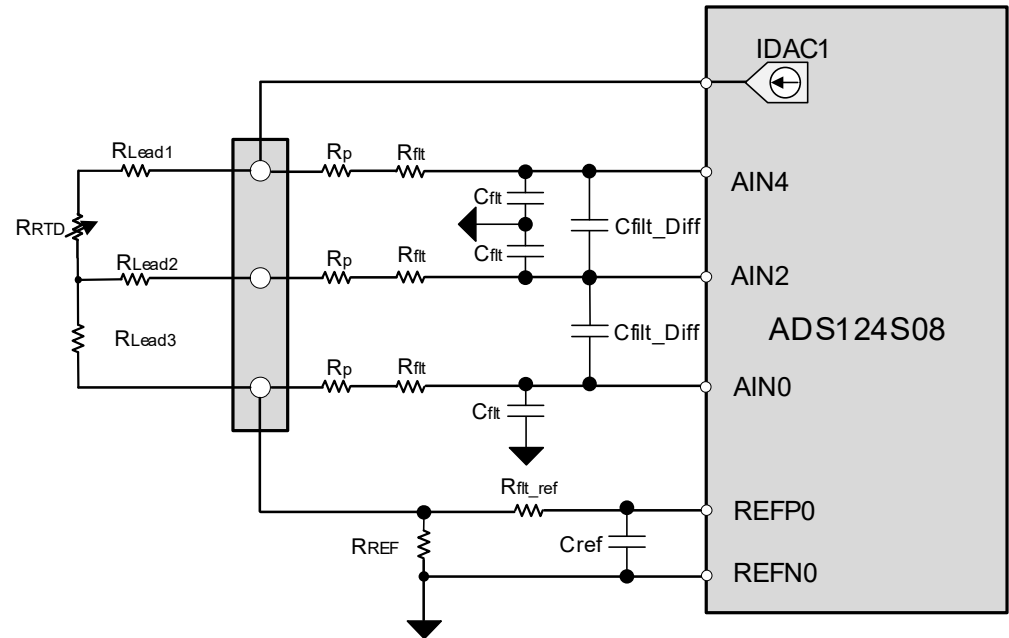 IDAC1
RLead1
Rp
Rflt
AIN4
Cflt
Cfilt_Diff
RRTD
Cflt
RLead2
Rp
Rflt
AIN2
ADS124S08
RLead3
Cfilt_Diff
Rp
Rflt
AIN0
Cflt
Rflt_ref
REFP0
RREF
Cref
REFN0